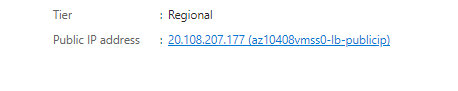 Tier : Regional
Public IP address : 20.108.207.177 (az10408vmss0-lb-publicip)